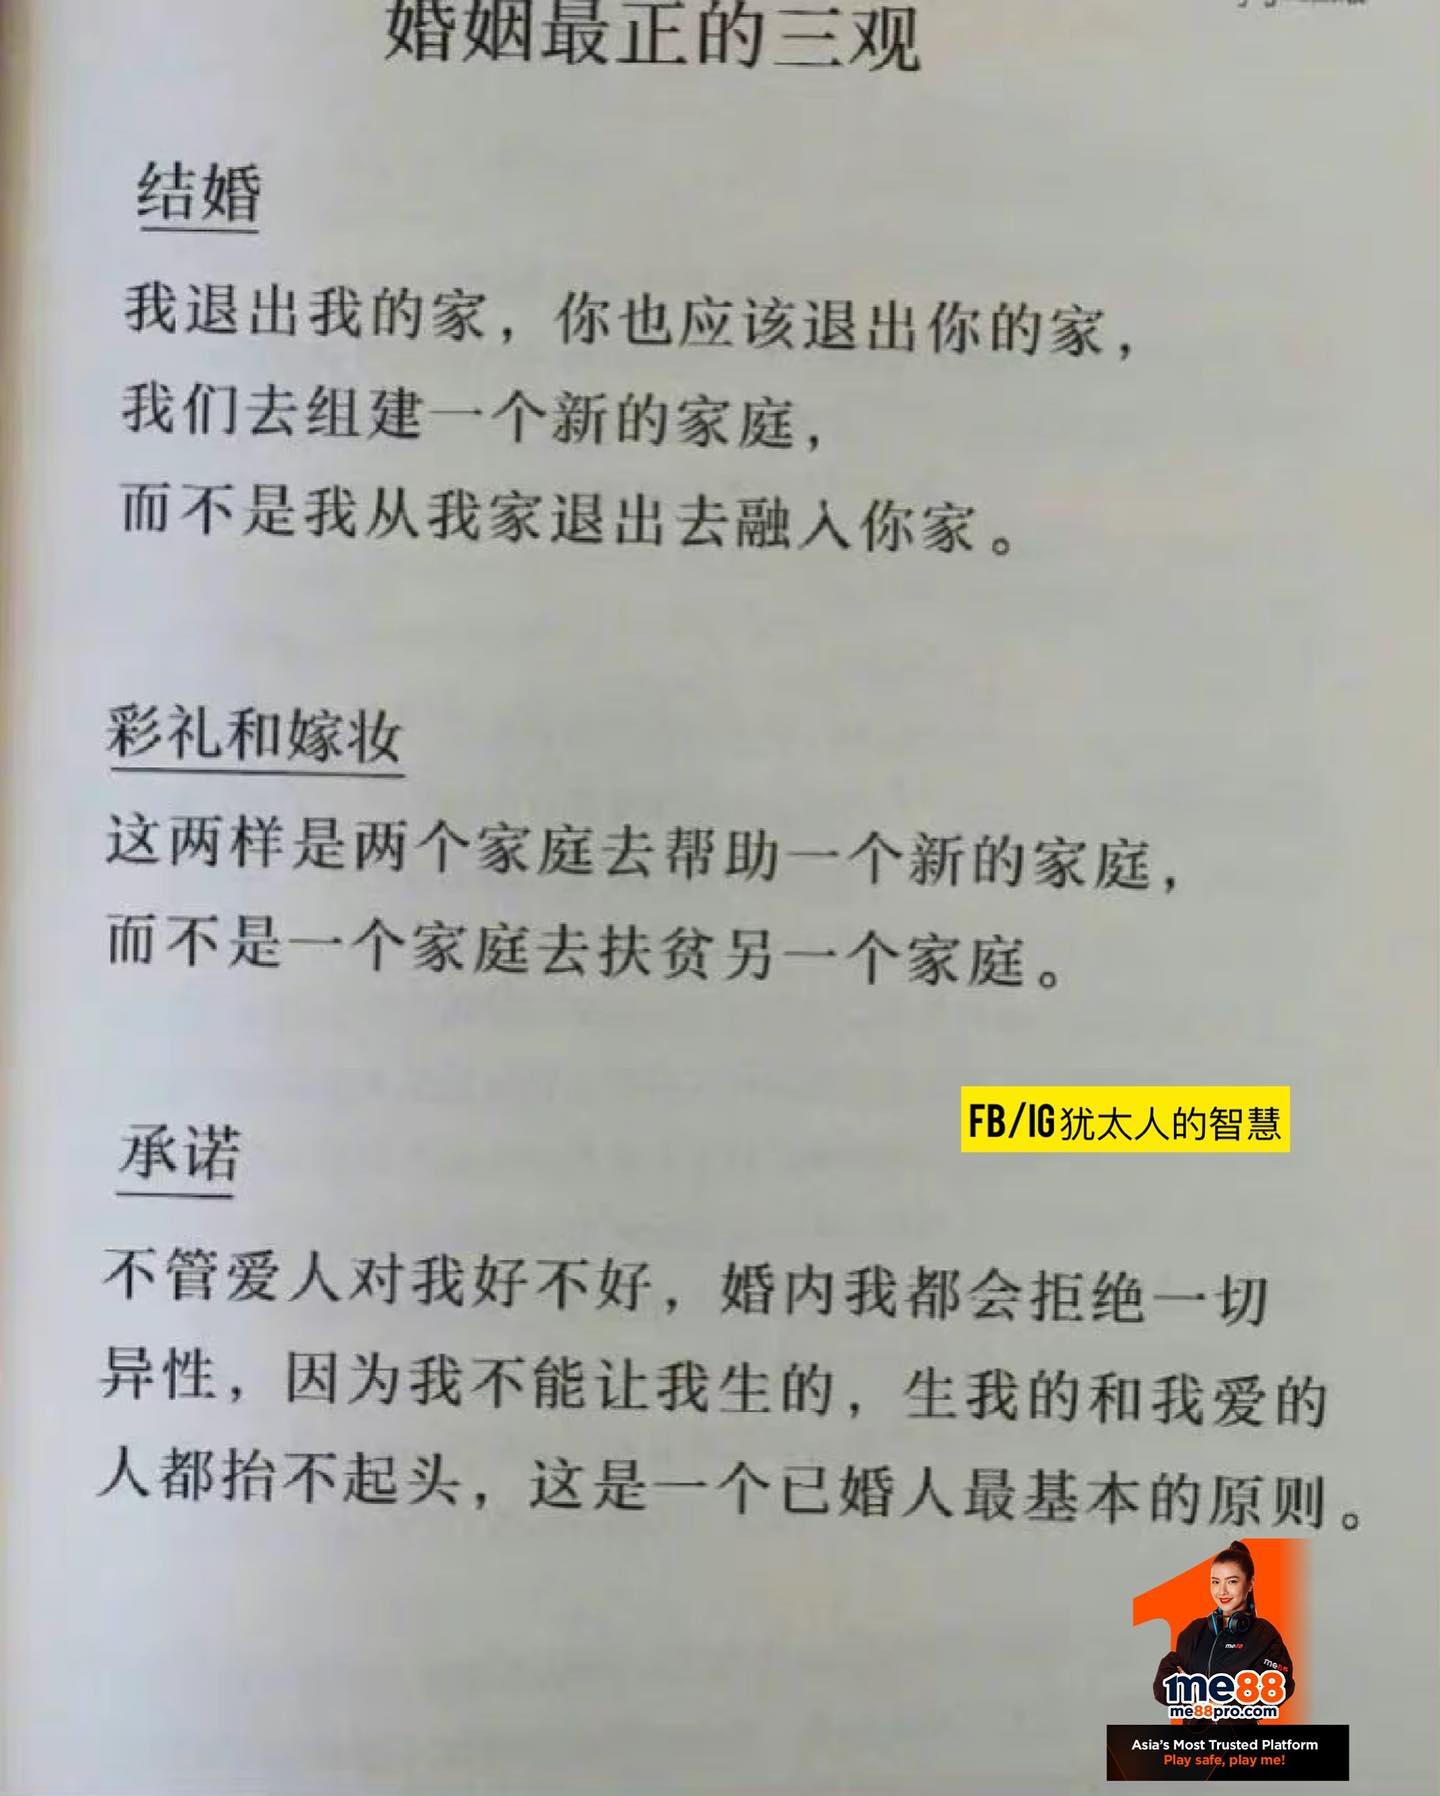 婚姻最正的三观
结婚
我退出我的家，你也应该退出你的家，
我们去组建一个新的家庭，
而不是我从我家退出去融入你家。
彩礼和嫁妆
这两样是两个家庭去帮助一个新的家庭，
而不是一个家庭去扶贫另一个家庭。
FB/IG犹太人的智慧
承诺
不管爱人对我好不好，婚内我都会拒绝一切
异性，因为我不能让我生的，生我的和我爱的
人都抬不起头，这是一个已婚人最基本的原则。
1
me88
me88
me88
me88pro.com
Asia's Most Trusted Platform
Play safe, play me!